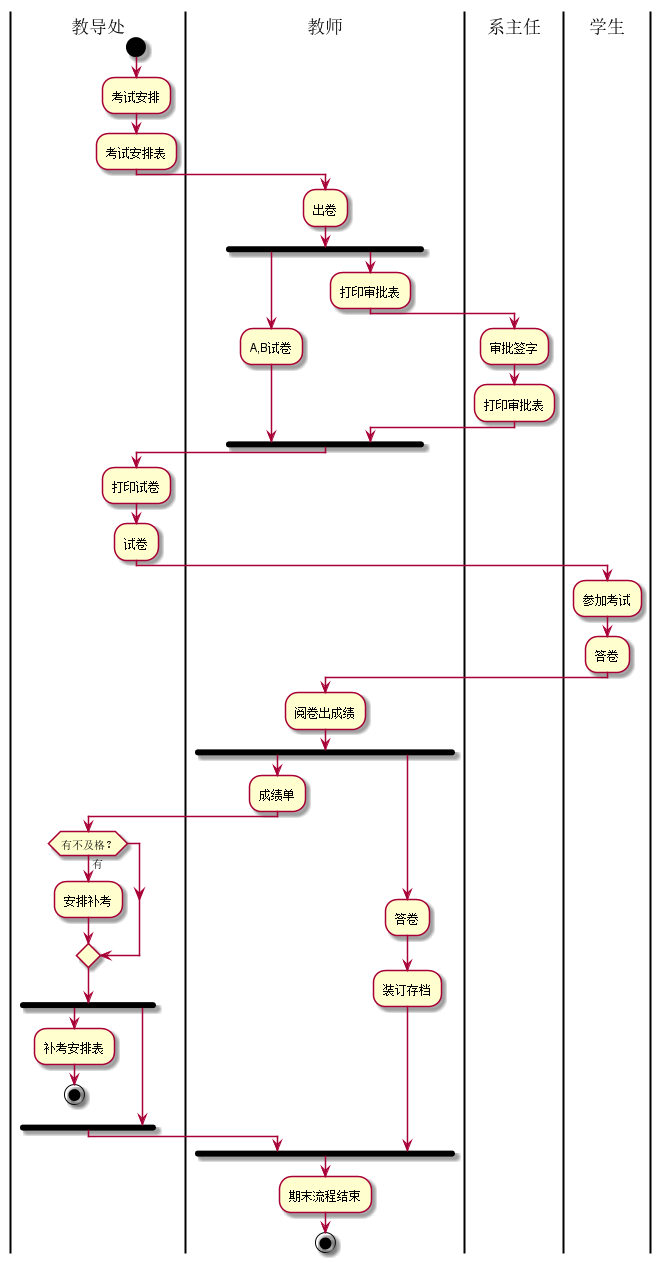 教导处 教师 系主任 学生
考试安排
考试安排表
出卷
打印审批表
A,B试卷 审批签字
打印审批表
打印试卷
试卷
参加考试
答卷
阅卷出成绩
成绩单
有不及格？
有
安排补考
答卷
装订存档
补考安排表
期末流程结束